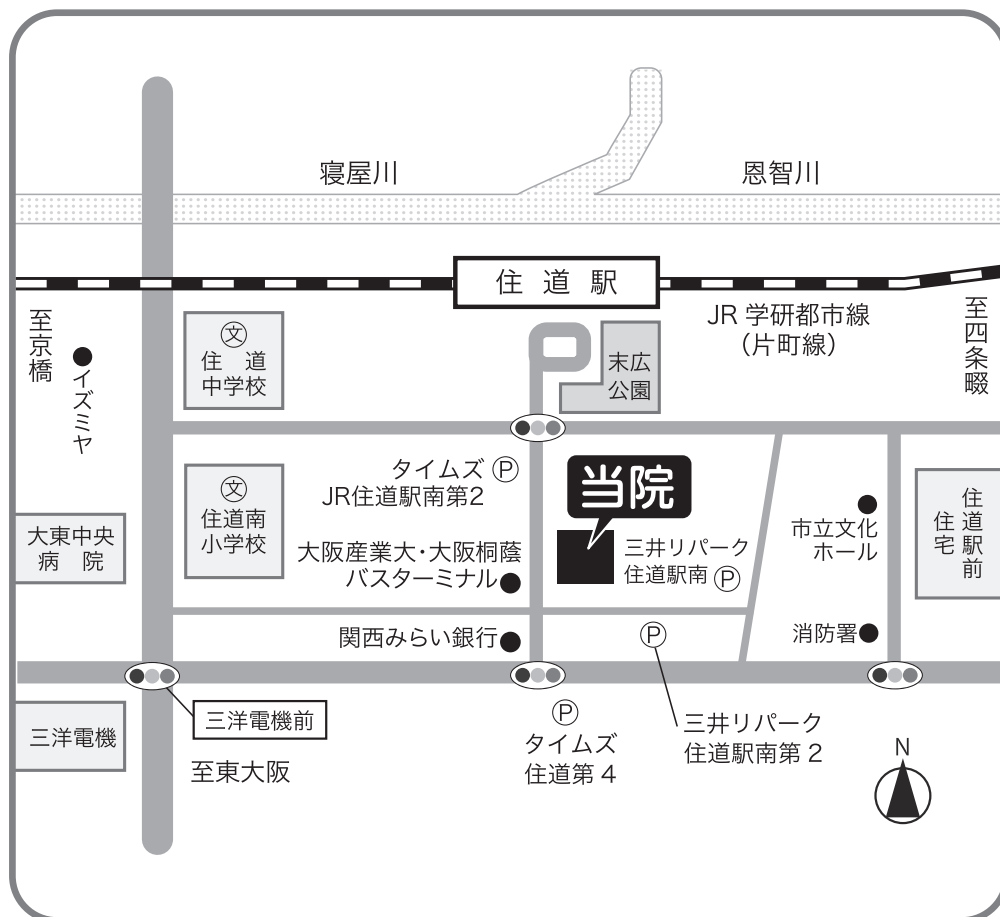 寝屋川
恩智川
住道駅
JR 学研都市線
(片町線)
至京橋
至四条畷
イズミヤ
文
住 道
中学校
末広
公園
タイムズ P
JR住道駅南第2
当院
文
住道南
小学校
大東中央
病 院
大阪産業大・大阪桐蔭
バスターミナル
三井リパーク
住道駅南 P
市立文化
ホール
住道駅前
住宅
関西みらい銀行
P
消防署
三洋電機前
三洋電機
至東大阪
P
タイムズ
住道第 4
三井リパーク
住道駅南第 2
N